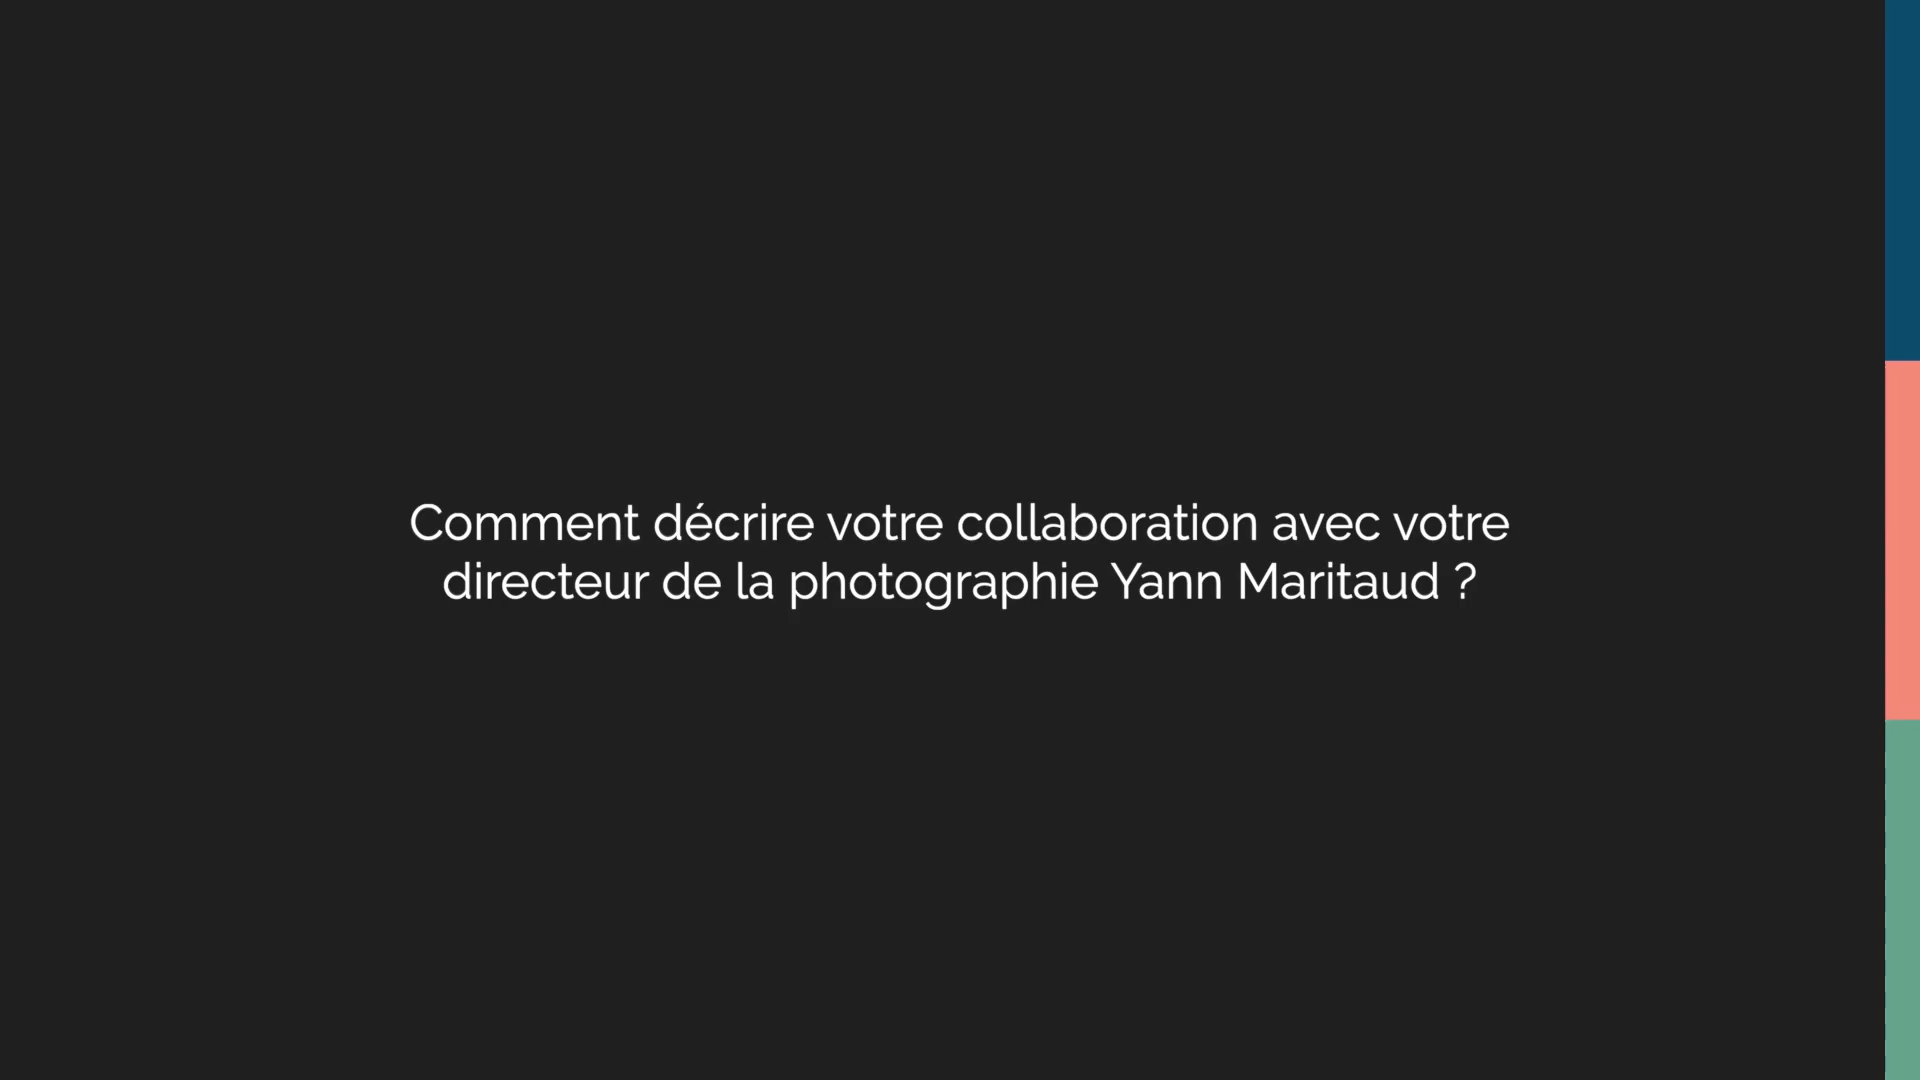 Comment décrire votre collaboration avec votre
directeur de la photographie Yann Maritaud ?